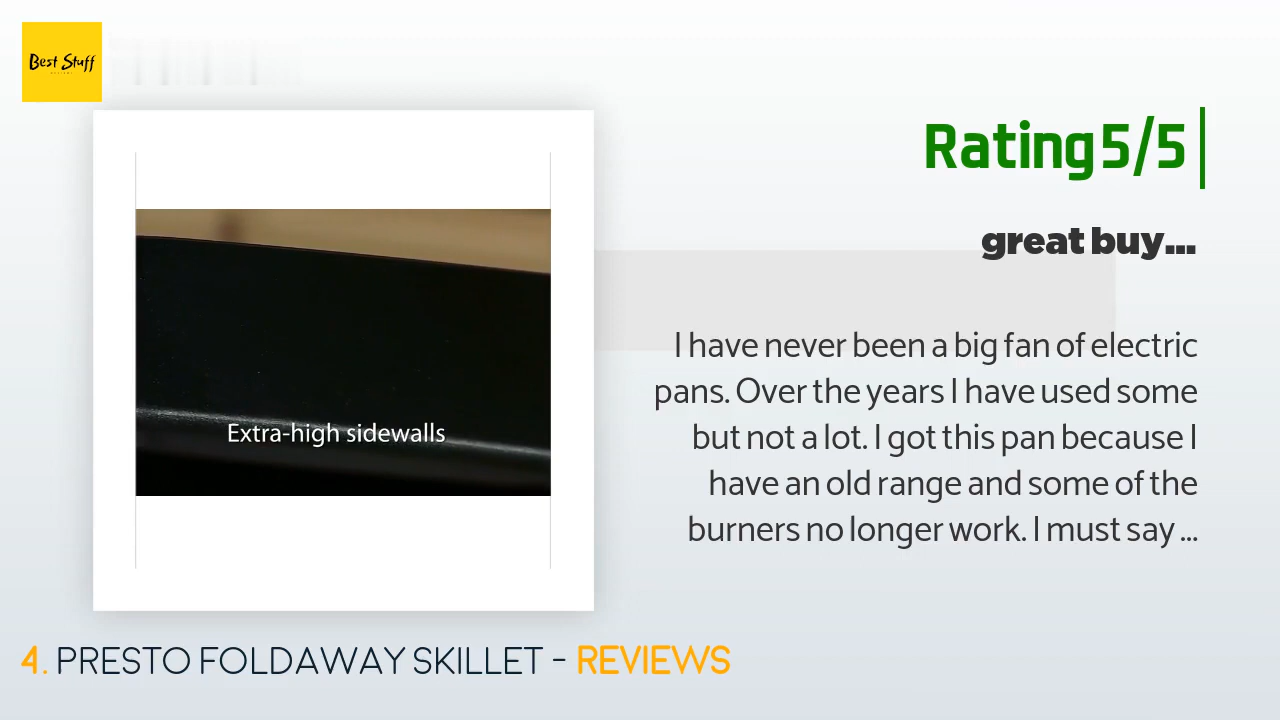 Best Stuff
Rating 5/5
great buy...
I have never been a big fan of electric
pans. Over the years I have used some
but not a lot. I got this pan because I
have an old range and some of the
burners no longer work. I must say ...
Extra-high sidewalls
4. PRESTO FOLDAWAY SKILLET - REVIEWS